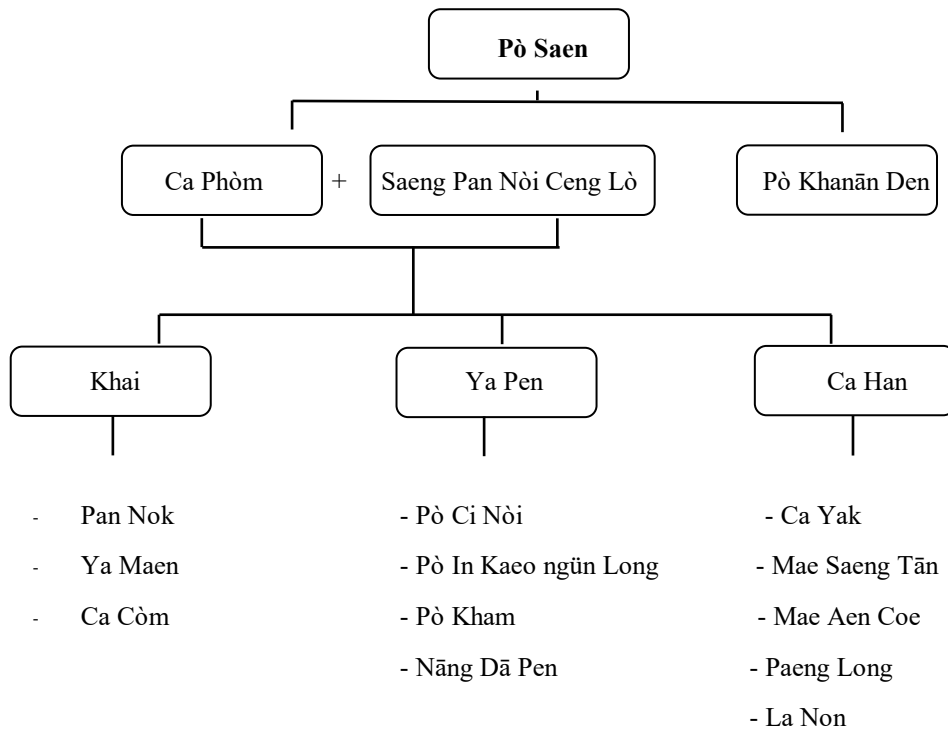 Pò Saen
Ca Phòm + Saeng Pan Nòi Ceng Lò
Pò Khanān Den
Khai
Ya Pen
Ca Han
- Pan Nok
- Ya Maen
- Ca Còm
- Pò Ci Nòi
- Pò In Kaeo ngün Long
- Pò Kham
- Nāng Dā Pen
- Ca Yak
- Mae Saeng Tān
- Mae Aen Coe
- Paeng Long
- La Non